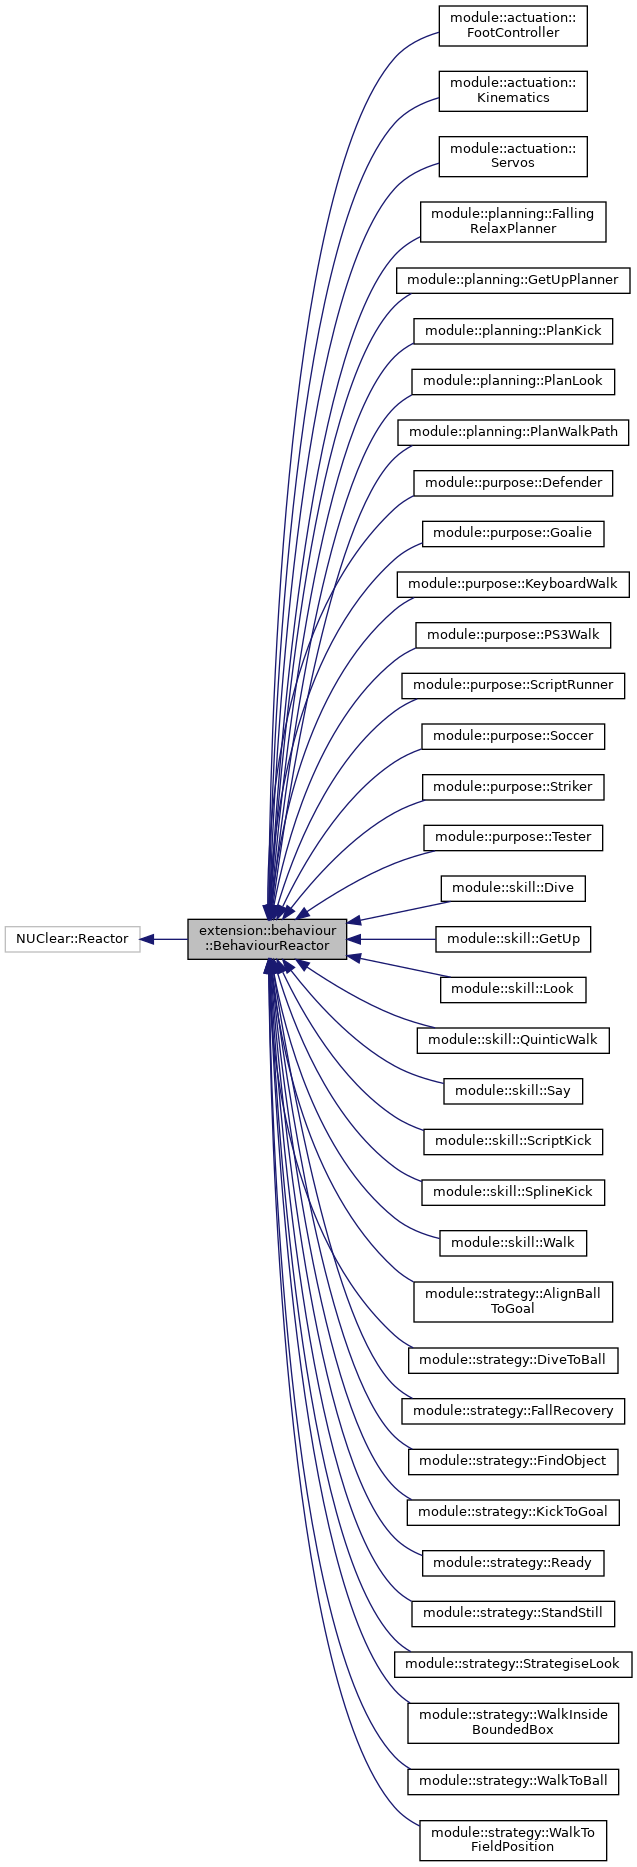 module::actuation::
FootController
module::actuation::
Kinematics
module::actuation::
Servos
module::planning::Falling
RelaxPlanner
module::planning::GetUpPlanner
module::planning::PlanKick
module::planning::PlanLook
module::planning::PlanWalkPath
module::purpose::Defender
module::purpose::Goalie
module::purpose::KeyboardWalk
module::purpose::PS3Walk
module::purpose::ScriptRunner
module::purpose::Soccer
module::purpose::Striker
module::purpose::Tester
module::skill::Dive
NUClear::Reactor
extension::behaviour
::BehaviourReactor
module::skill::GetUp
module::skill::Look
module::skill::QuinticWalk
module::skill::Say
module::skill::ScriptKick
module::skill::SplineKick
module::skill::Walk
module::strategy::AlignBall
ToGoal
module::strategy::DiveToBall
module::strategy::FallRecovery
module::strategy::FindObject
module::strategy::KickToGoal
module::strategy::Ready
module::strategy::StandStill
module::strategy::StrategiseLook
module::strategy::WalkInside
BoundedBox
module::strategy::WalkToBall
module::strategy::WalkTo
FieldPosition